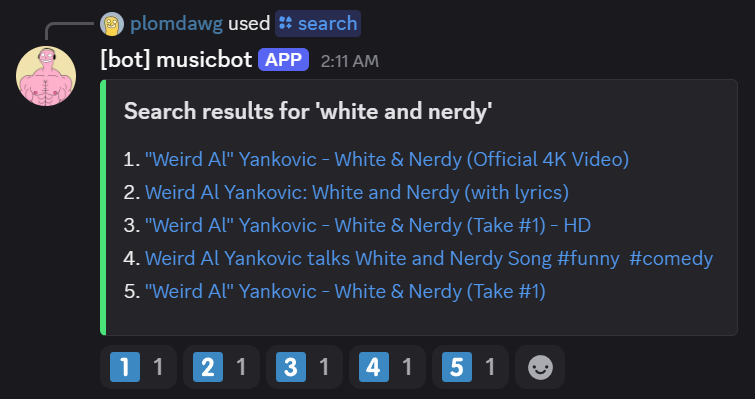 plomdawg used search
[bot] musicbot APP 2:11 AM
Search results for 'white and nerdy'
1. "Weird Al" Yankovic - White & Nerdy (Official 4K Video)
2. Weird Al Yankovic: White and Nerdy (with lyrics)
3. "Weird Al" Yankovic - White & Nerdy (Take #1) - HD
4. Weird Al Yankovic talks White and Nerdy Song #funny  #comedy
5. "Weird Al" Yankovic - White & Nerdy (Take #1)
1 1 2 1 3 1 4 1 5 1